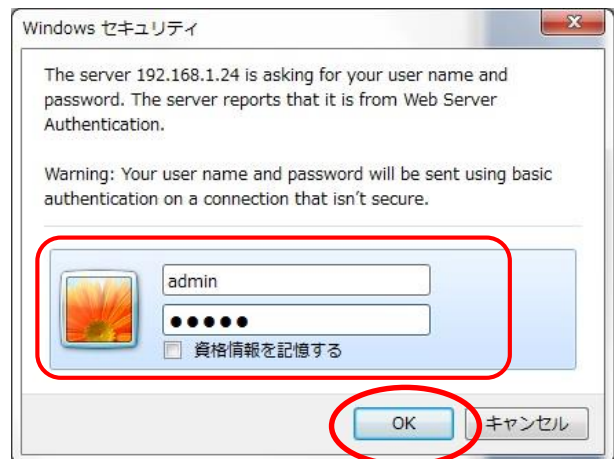 Windows セキュリティ
The server 192.168.1.24 is asking for your user name and
password. The server reports that it is from Web Server
Authentication.
Warning: Your user name and password will be sent using basic
authentication on a connection that isn't secure.
admin
●●●●●
資格情報を記憶する
OK
キャンセル